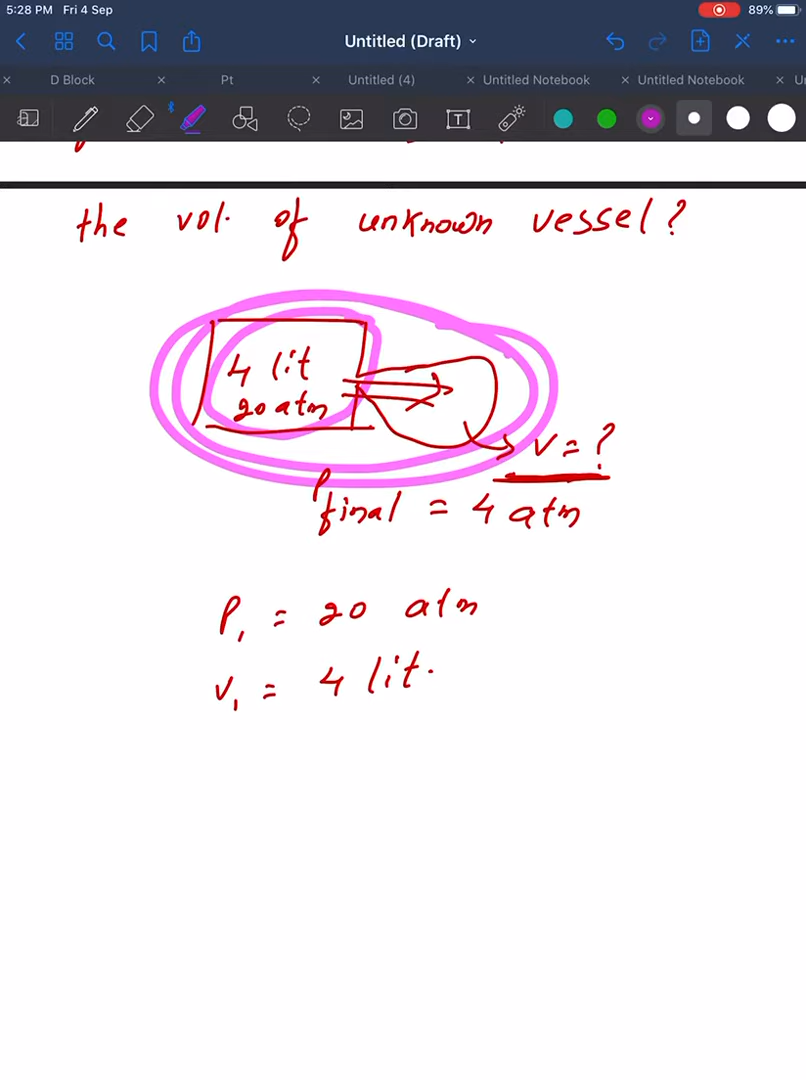 5:28 PM Fri 4 Sep
89%
Untitled (Draft)
D Block
Pt
Untitled (4)
Untitled Notebook
Untitled Notebook
T
the vol. of unknown vessel?
4 lit
20 atm
V = ?
Pfinal = 4 atm
P1 = 20 atm
V1 = 4 lit.